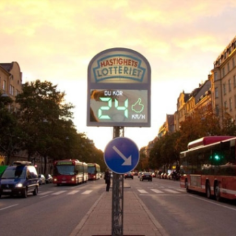 HASTIGHETS
LOTTERIET
DU KÖR
24
KM/H